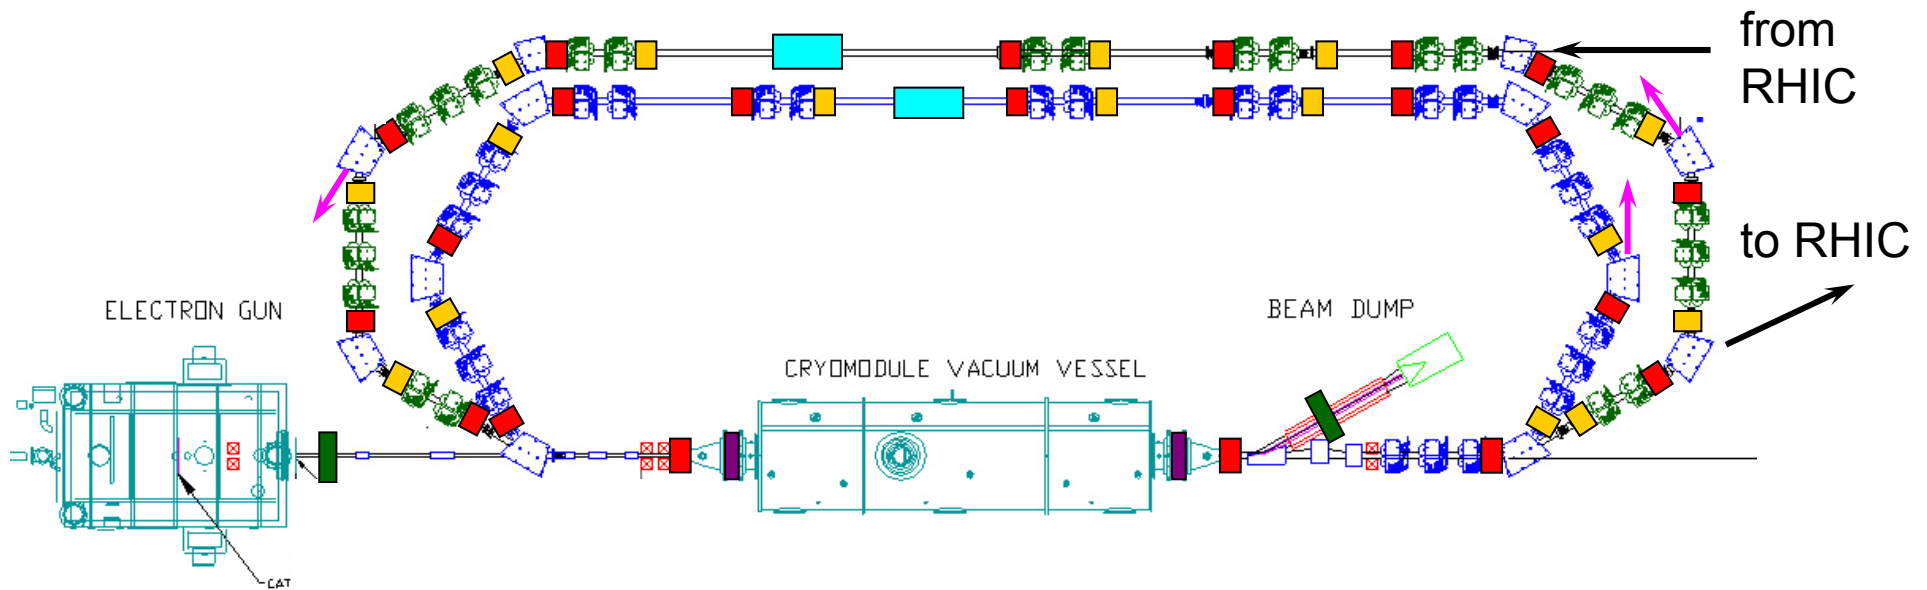 from
RHIC
to RHIC
ELECTRON GUN
BEAM DUMP
CRYOMODULE VACUUM VESSEL
CAT